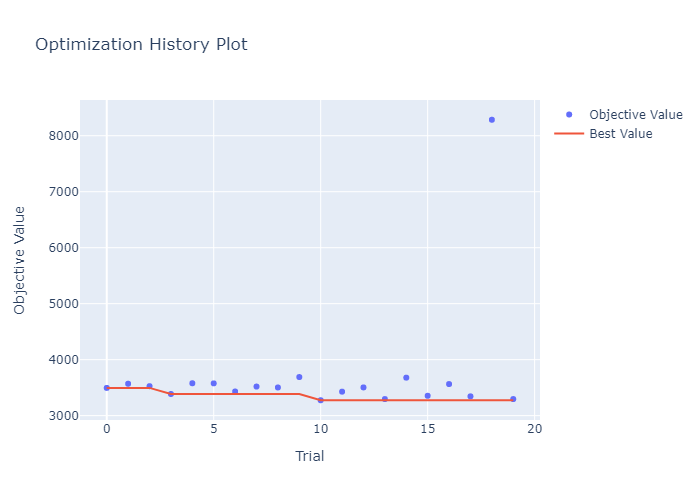 Optimization History Plot
Objective Value
Best Value
8000
7000
6000
5000
4000
3000
Objective Value
0
5
10
15
20
Trial